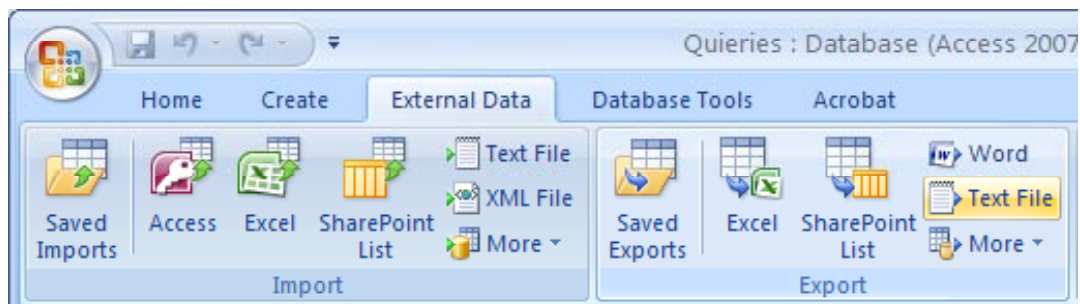 Quieries : Database (Access 2007
Home Create External Data Database Tools Acrobat
Saved Imports
Access
Excel
SharePoint List
Text File
XML File
More
Import
Saved Exports
Excel
SharePoint List
Word
Text File
More
Export